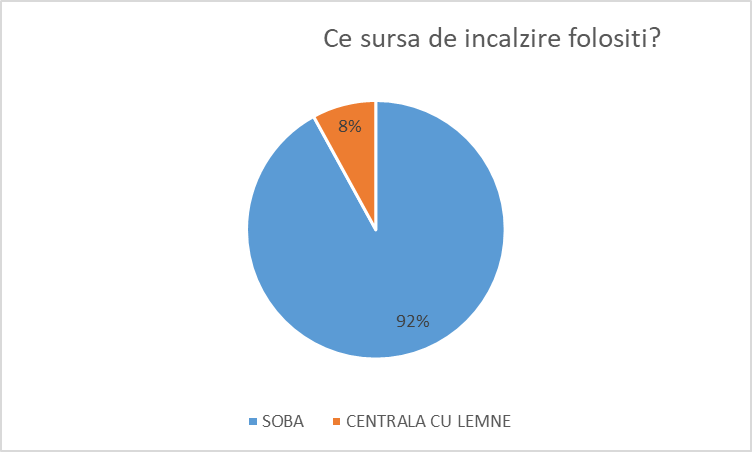 Ce sursa de incalzire folositi?
8%
92%
SOBA CENTRALA CU LEMNE